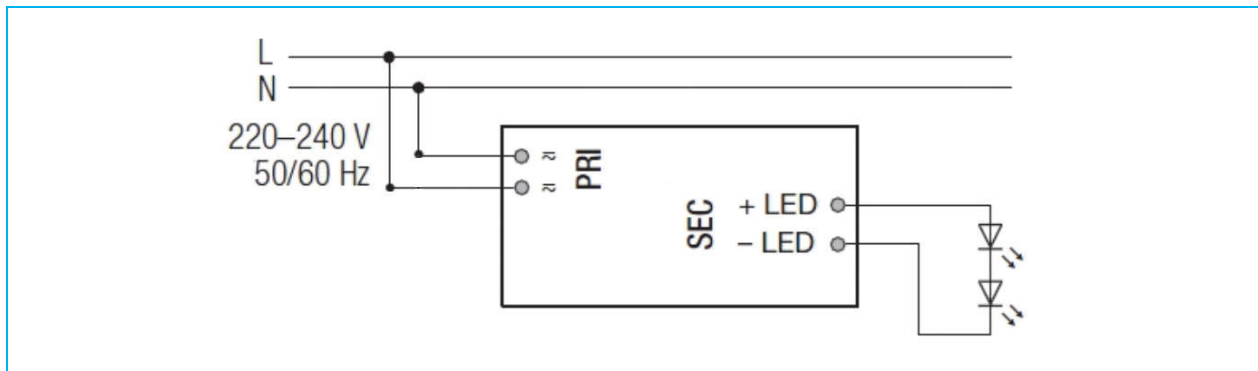 L
N
220–240 V
50/60 Hz
≂
≂
PRI
SEC
+ LED
– LED